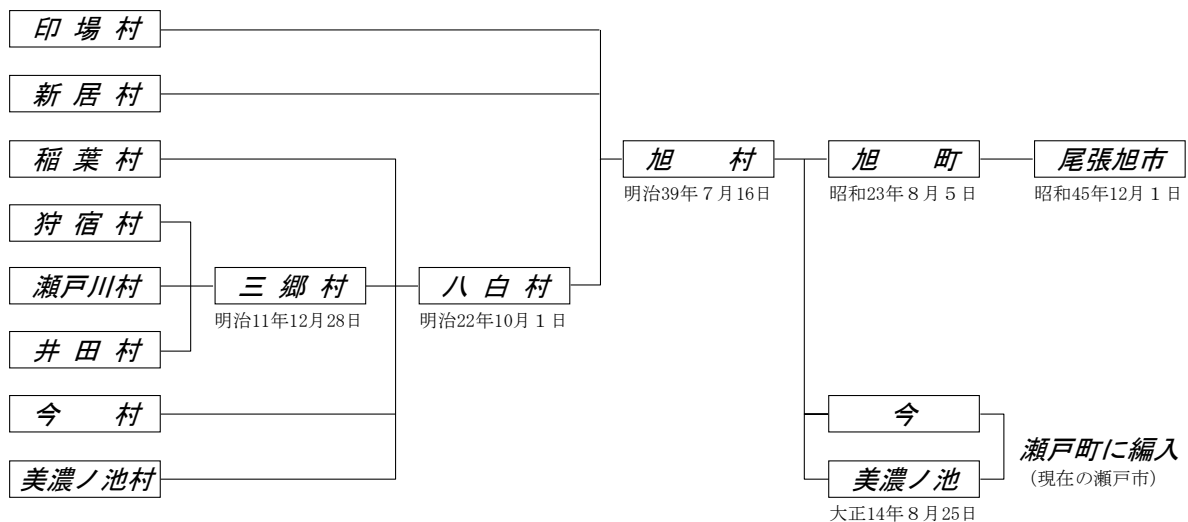 印場村
新居村
稲葉村
狩宿村
瀬戸川村
井田村
今村
美濃ノ池村
三郷村
明治11年12月28日
八白村
明治22年10月１日
旭村
明治39年７月16日
旭町
昭和23年８月５日
尾張旭市
昭和45年12月１日
今
美濃ノ池
大正14年８月25日
瀬戸町に編入
（現在の瀬戸市）